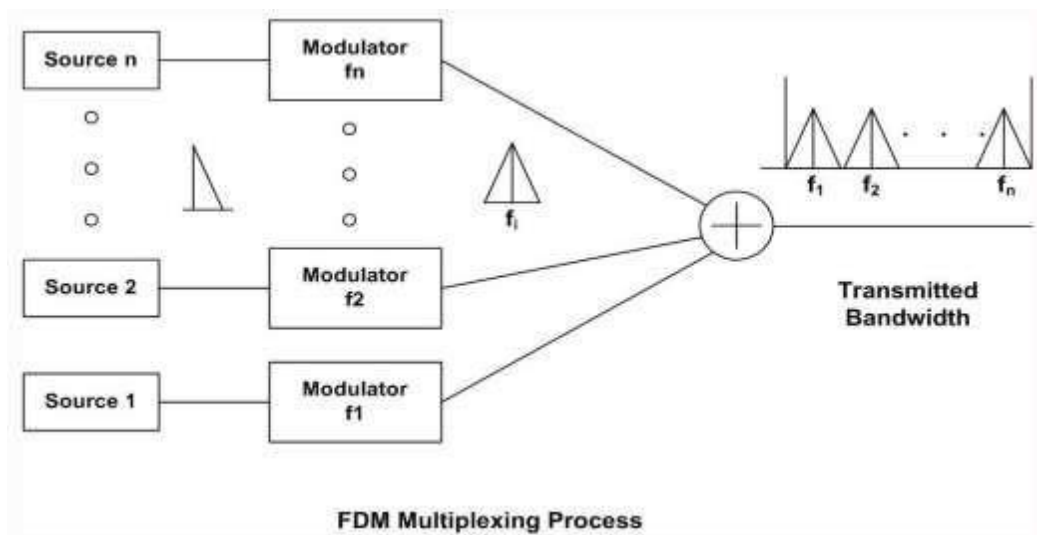 Source n
Modulator
fn
f₁ f₂ fₙ
fᵢ
Source 2
Modulator
f2
Transmitted
Bandwidth
Source 1
Modulator
f1
FDM Multiplexing Process